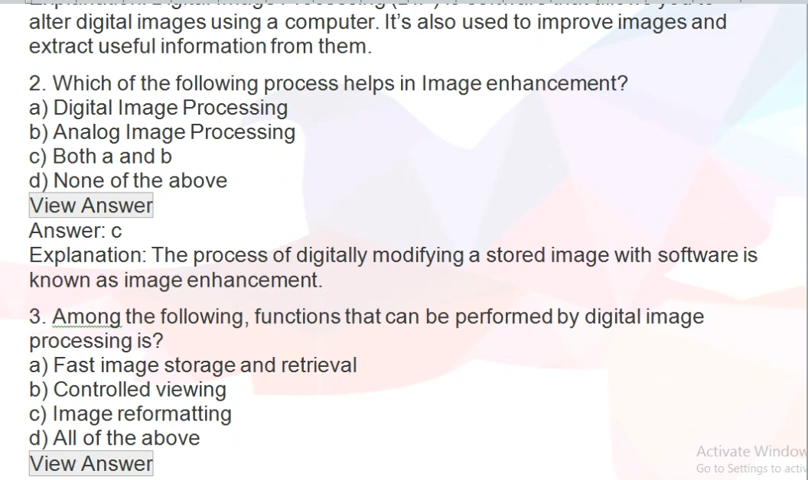 alter digital images using a computer. It’s also used to improve images and
extract useful information from them.
2. Which of the following process helps in Image enhancement?
a) Digital Image Processing
b) Analog Image Processing
c) Both a and b
d) None of the above
View Answer
Answer: c
Explanation: The process of digitally modifying a stored image with software is
known as image enhancement.
3. Among the following, functions that can be performed by digital image
processing is?
a) Fast image storage and retrieval
b) Controlled viewing
c) Image reformatting
d) All of the above
View Answer
Activate Window
Go to Settings to activ